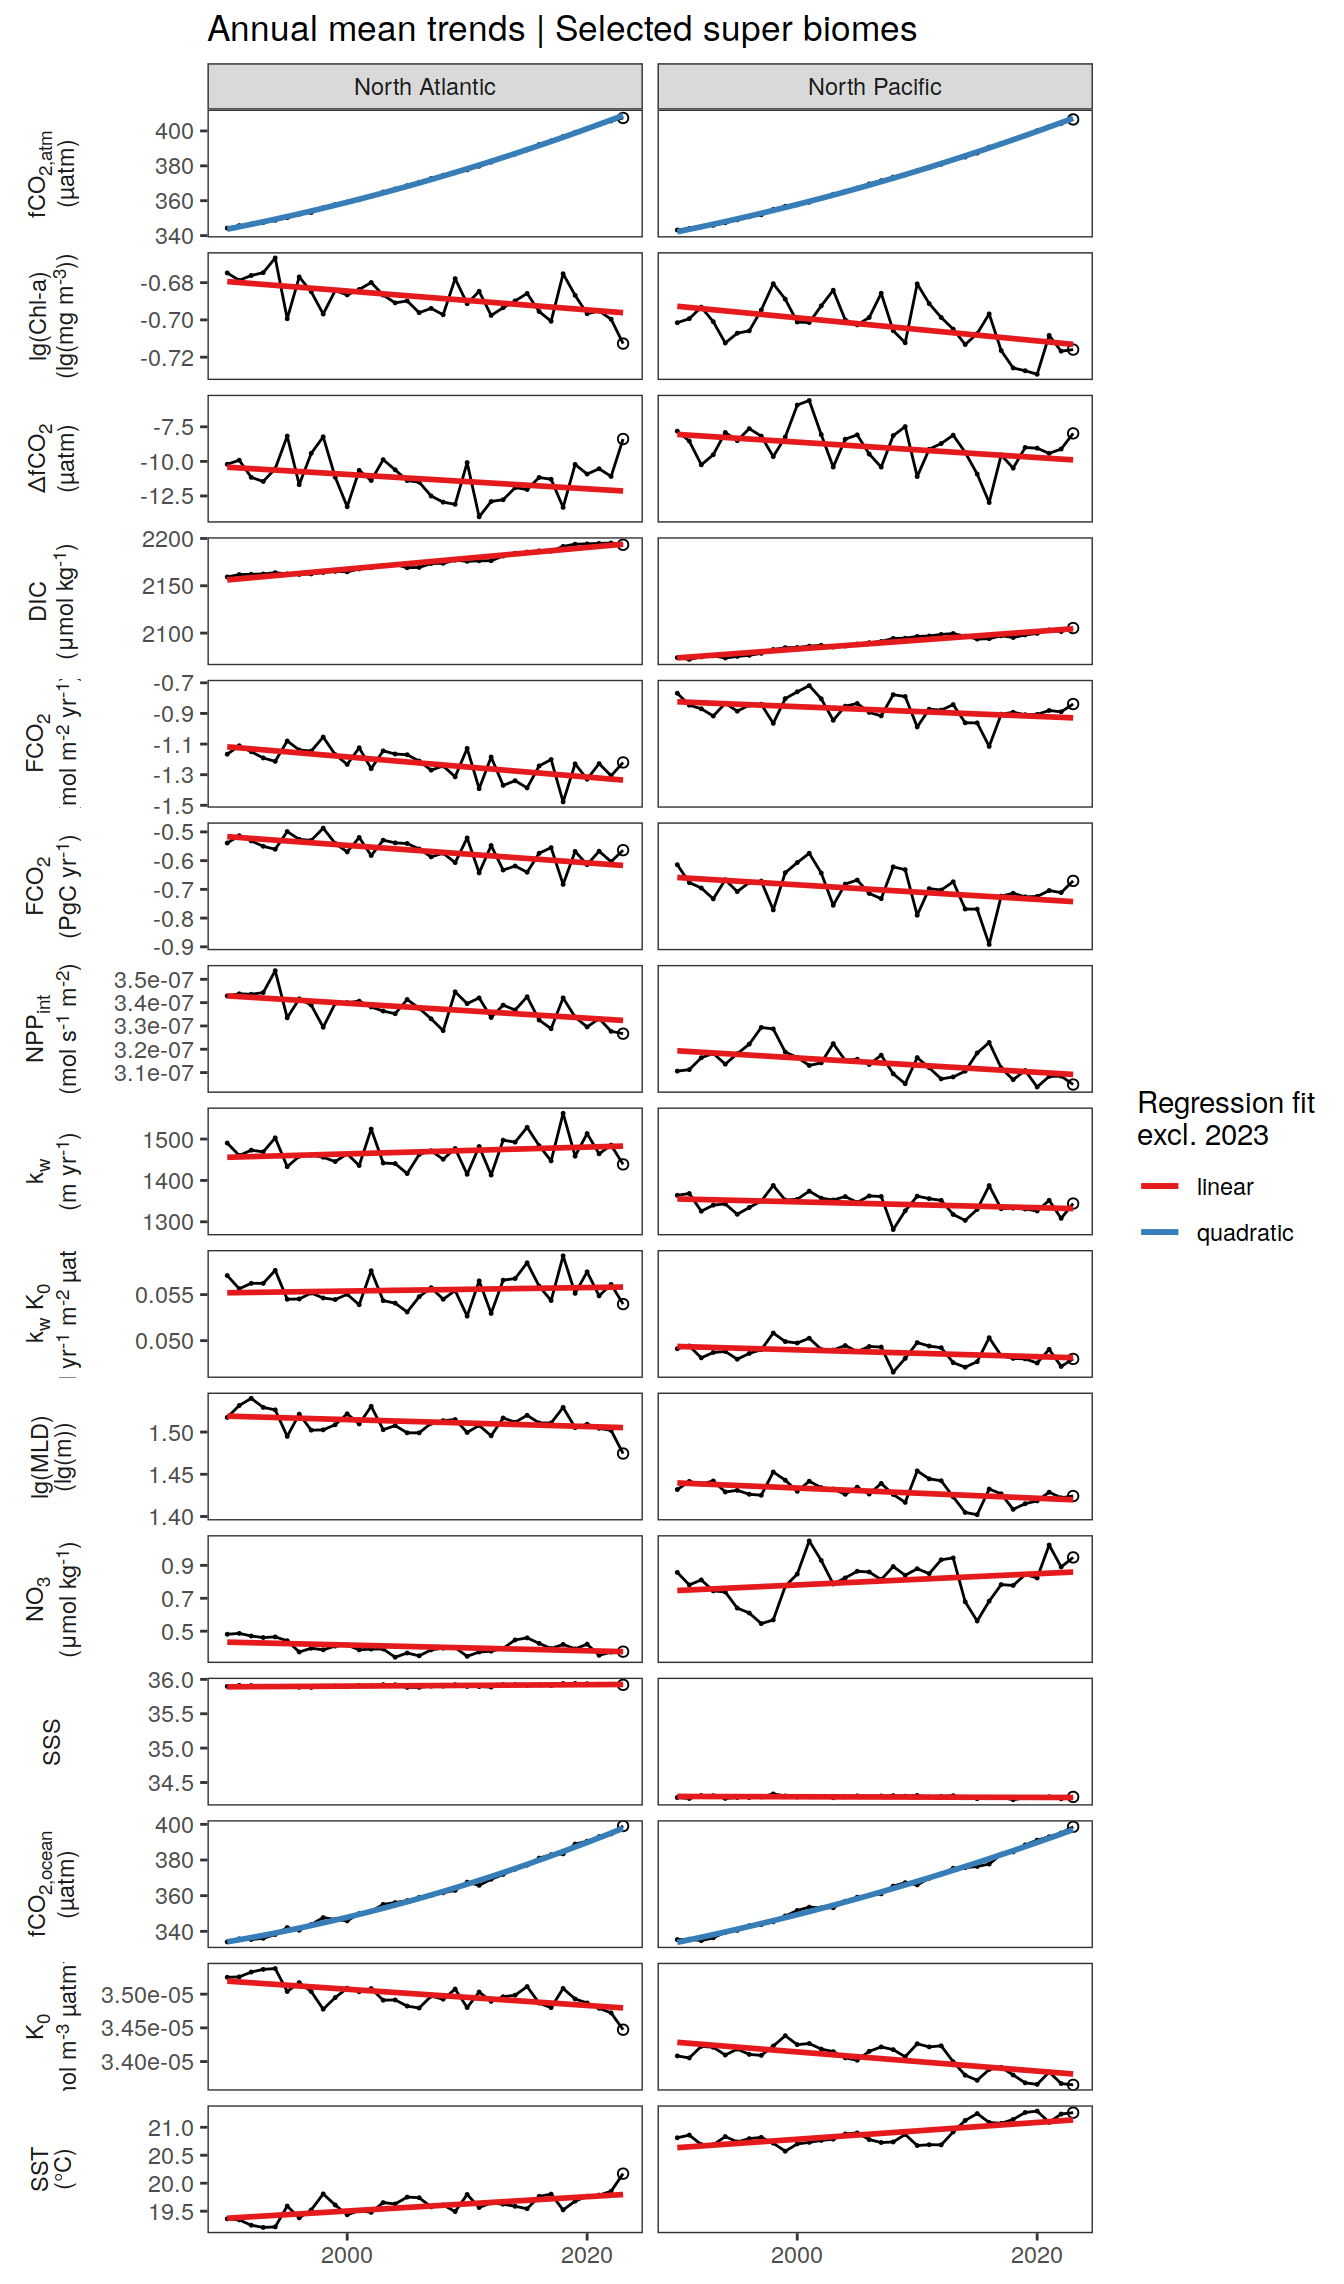 Annual mean trends | Selected super biomes
North Atlantic
North Pacific
fCO2,atm
(µatm)
400
380
360
340
lg(Chl-a)
(lg(mg m-3))
-0.68
-0.70
-0.72
ΔfCO2
(µatm)
-7.5
-10.0
-12.5
DIC
(µmol kg-1)
2200
2150
2100
FCO2
mol m-2 yr-1
-0.7
-0.9
-1.1
-1.3
-1.5
FCO2
(PgC yr-1)
-0.5
-0.6
-0.7
-0.8
-0.9
NPPint
(mol s-1 m-2)
3.5e-07
3.4e-07
3.3e-07
3.2e-07
3.1e-07
kw
(m yr-1)
1500
1400
1300
kw K0
yr-1 m-2 µat
0.055
0.050
lg(MLD)
(lg(m))
1.50
1.45
1.40
NO3
(µmol kg-1)
0.9
0.7
0.5
SSS
36.0
35.5
35.0
34.5
fCO2,ocean
(µatm)
400
380
360
340
K0
m-3 µatm
3.50e-05
3.45e-05
3.40e-05
SST
(°C)
21.0
20.5
20.0
19.5
2000
2020
2000
2020
Regression fit
excl. 2023
linear
quadratic